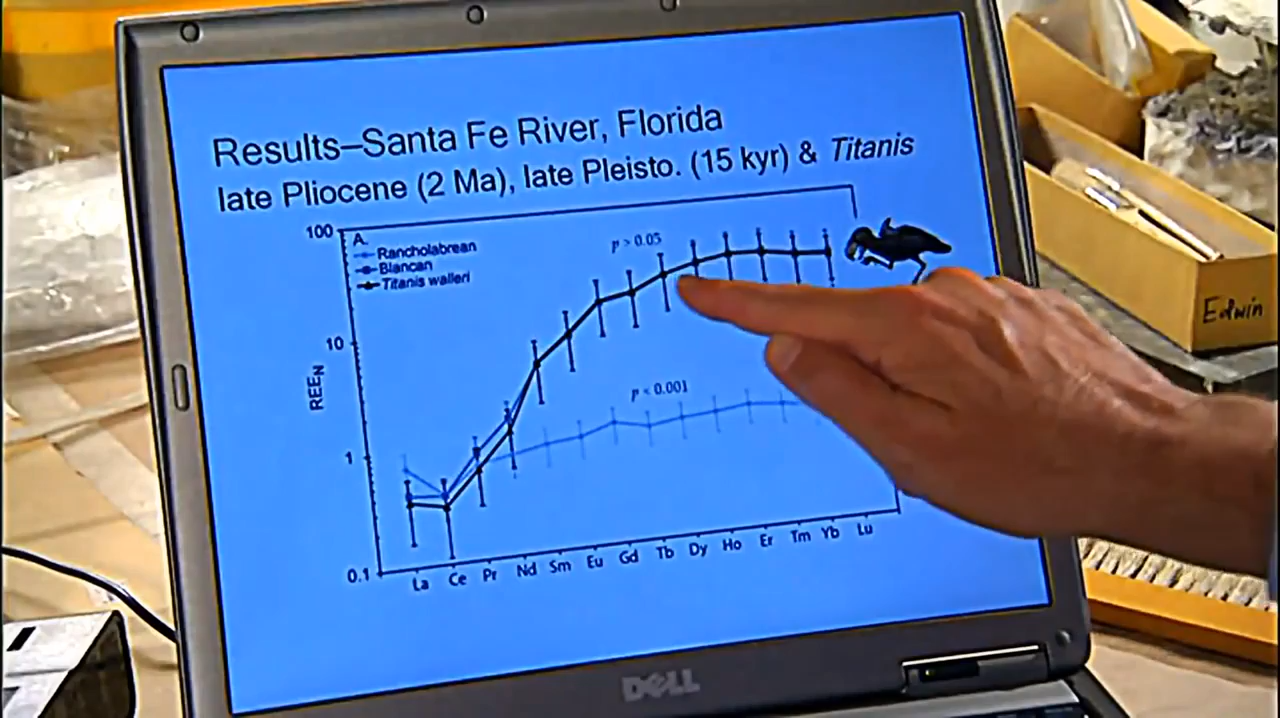 Results–Santa Fe River, Florida
late Pliocene (2 Ma), late Pleisto. (15 kyr) & Titanis
100
A.
Rancholabrean
Blancan
Titanis walleri
p > 0.05
10
REEN
p < 0.001
1
0.1
La Ce Pr Nd Sm Eu Gd Tb Dy Ho Er Tm Yb Lu
Edwin
DELL